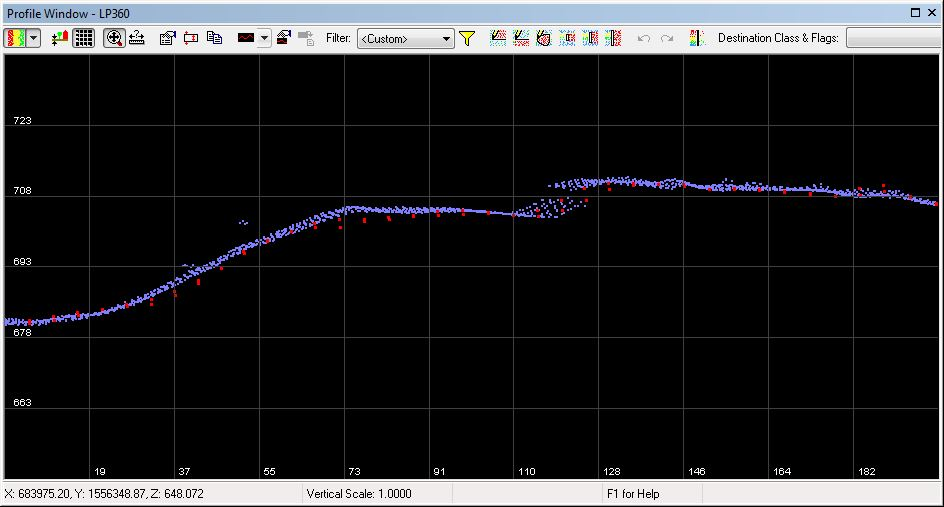 Profile Window - LP360
Filter: <Custom> Destination Class & Flags:
723
708
693
678
663
19 37 55 73 91 110 128 146 164 182
X: 683975.20, Y: 1556348.87, Z: 648.072 Vertical Scale: 1.0000 F1 for Help